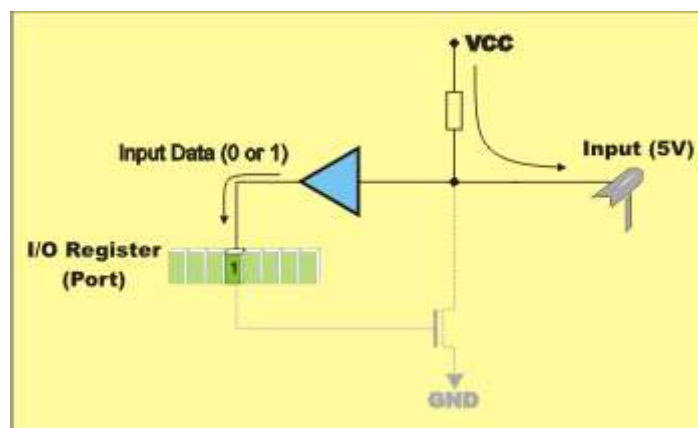 VCC
Input (5V)
Input Data (0 or 1)
I/O Register
(Port)
1
GND